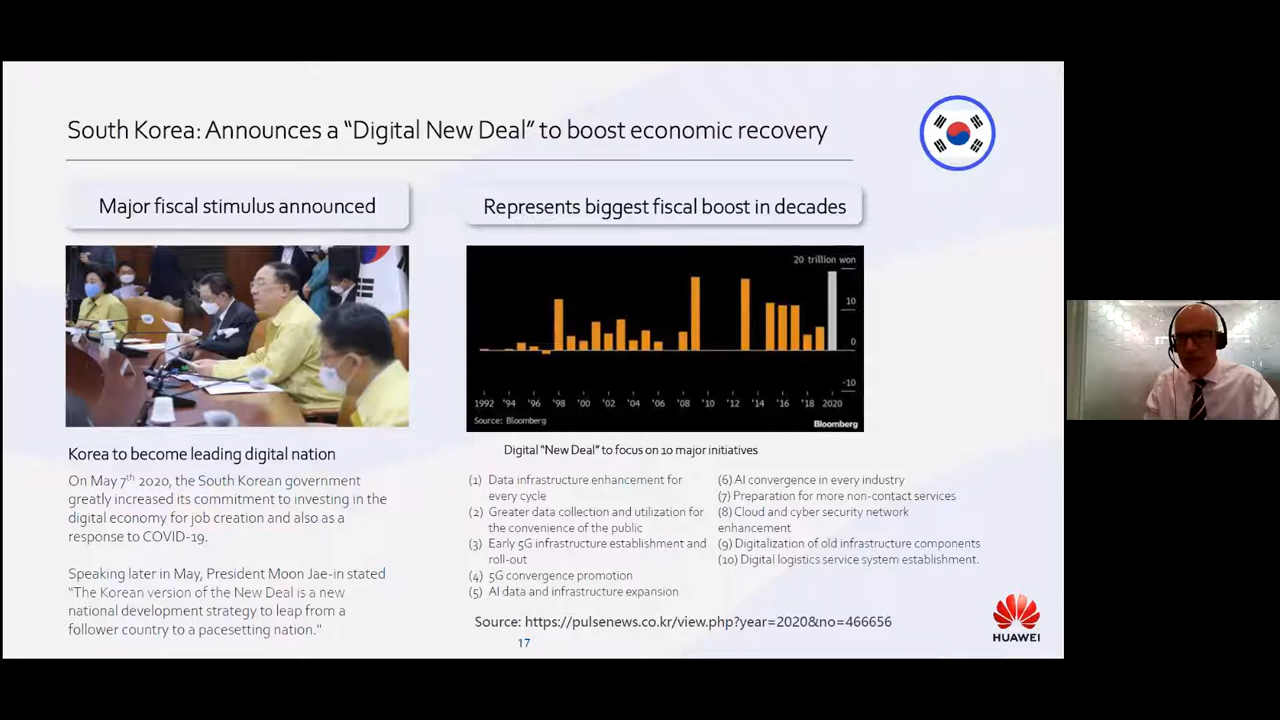 South Korea: Announces a “Digital New Deal” to boost economic recovery
Major fiscal stimulus announced
Represents biggest fiscal boost in decades
20 trillion won
10
0
-10
1992 '94 '96 '98 '00 '02 '04 '06 '08 '10 '12 '14 '16 '18 2020
Source: Bloomberg
Bloomberg
Korea to become leading digital nation
On May 7th 2020, the South Korean government
greatly increased its commitment to investing in the
digital economy for job creation and also as a
response to COVID-19.
Speaking later in May, President Moon Jae-in stated
“The Korean version of the New Deal is a new
national development strategy to leap from a
follower country to a pacesetting nation."
Digital “New Deal” to focus on 10 major initiatives
(1) Data infrastructure enhancement for
every cycle
(2) Greater data collection and utilization for
the convenience of the public
(3) Early 5G infrastructure establishment and
roll-out
(4) 5G convergence promotion
(5) AI data and infrastructure expansion
(6) AI convergence in every industry
(7) Preparation for more non-contact services
(8) Cloud and cyber security network
enhancement
(9) Digitalization of old infrastructure components
(10) Digital logistics service system establishment.
Source: https://pulsenews.co.kr/view.php?year=2020&no=466656
17
HUAWEI